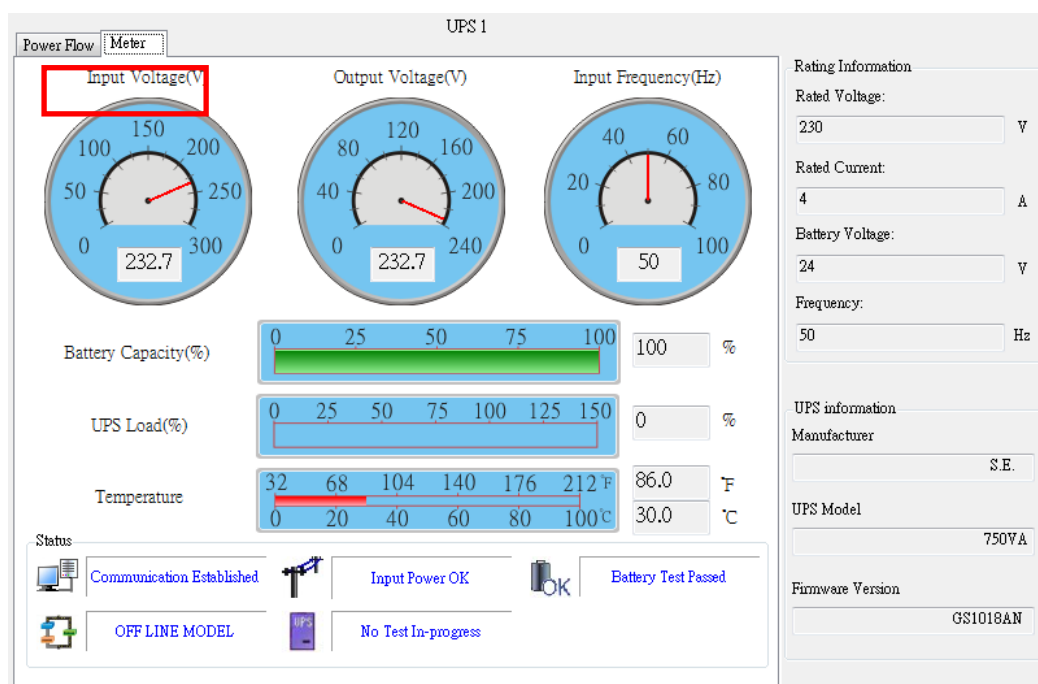 UPS 1
Power Flow Meter
Input Voltage(V) Output Voltage(V) Input Frequency(Hz)
0 50 100 150 200 250 300
232.7
0 40 80 120 160 200 240
232.7
0 20 40 60 80 100
50
Battery Capacity(%) 0 25 50 75 100 100 %
UPS Load(%) 0 25 50 75 100 125 150 0 %
Temperature
32 68 104 140 176 212 °F 86.0 °F
0 20 40 60 80 100 °C 30.0 °C
Status
Communication Established Input Power OK OK Battery Test Passed
OFF LINE MODEL UPS No Test In-progress
Rating Information
Rated Voltage:
230 V
Rated Current:
4 A
Battery Voltage:
24 V
Frequency:
50 Hz
UPS information
Manufacturer
S.E.
UPS Model
750VA
Firmware Version
GS1018AN